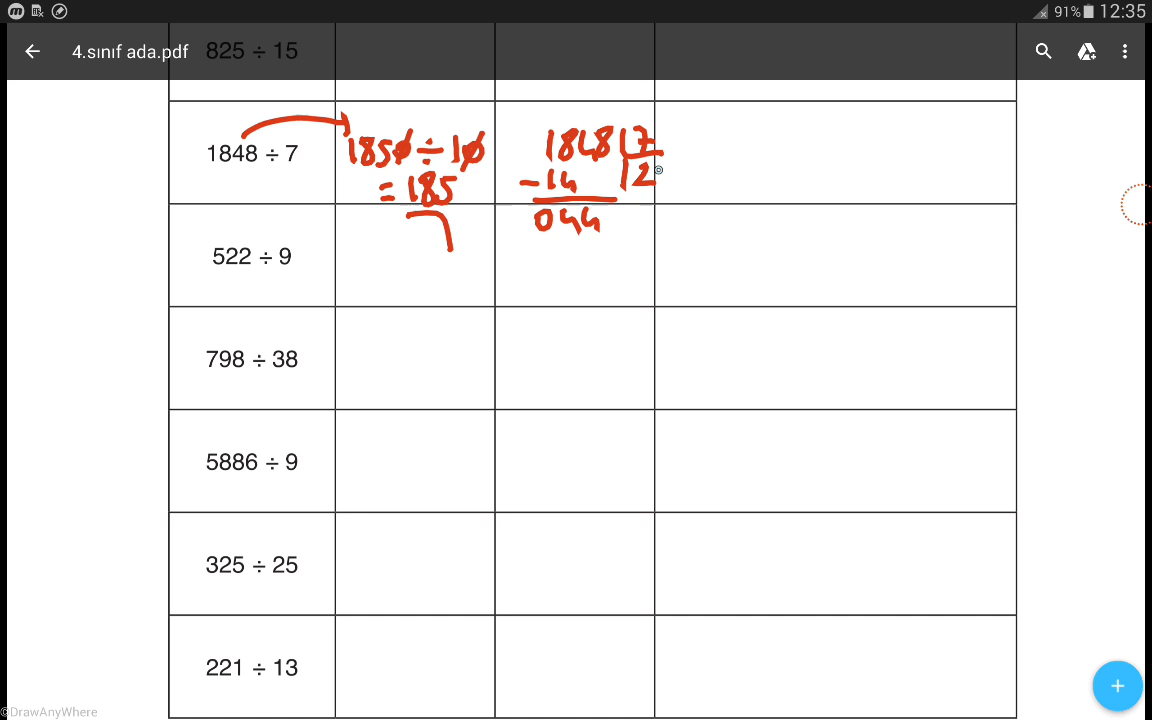 91% 12:35
4.sınıf ada.pdf
825 ÷ 15
1848 ÷ 7
1850 ÷ 10
= 185
1848 7
-14 12
044
522 ÷ 9
798 ÷ 38
5886 ÷ 9
325 ÷ 25
221 ÷ 13
©DrawAnyWhere